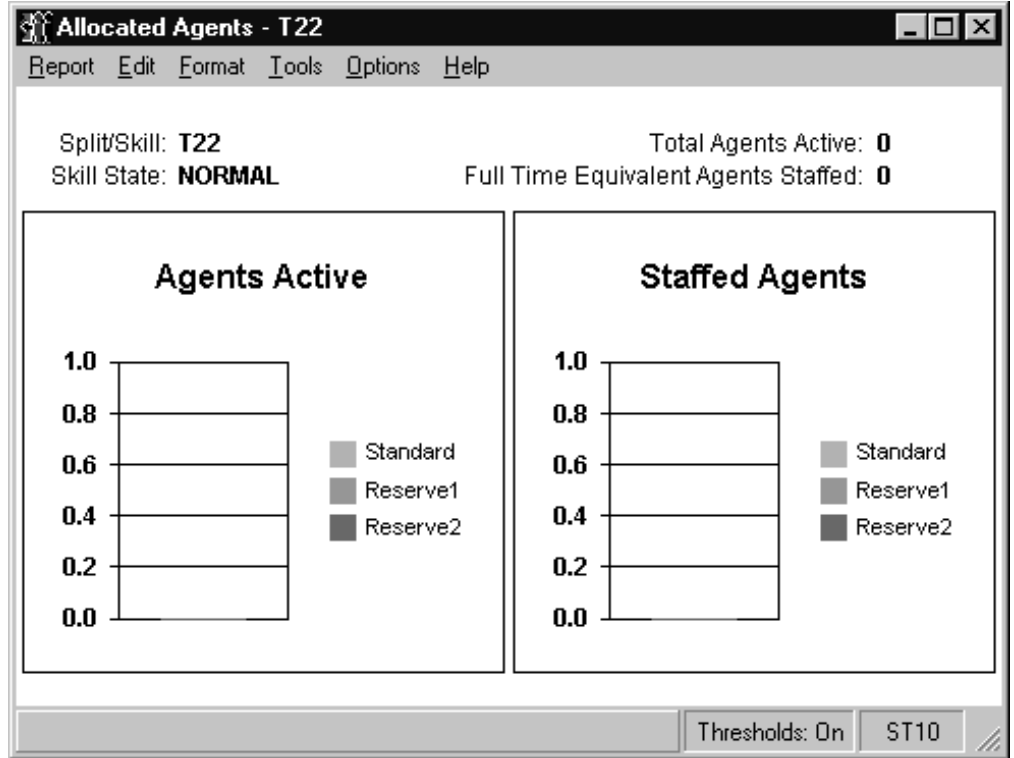 Allocated Agents - T22
Report Edit Format Tools Options Help
Split/Skill: T22
Total Agents Active: 0
Skill State: NORMAL
Full Time Equivalent Agents Staffed: 0
Agents Active
1.0
0.8
0.6
0.4
0.2
0.0
Standard
Reserve1
Reserve2
Staffed Agents
1.0
0.8
0.6
0.4
0.2
0.0
Standard
Reserve1
Reserve2
Thresholds: On
ST10